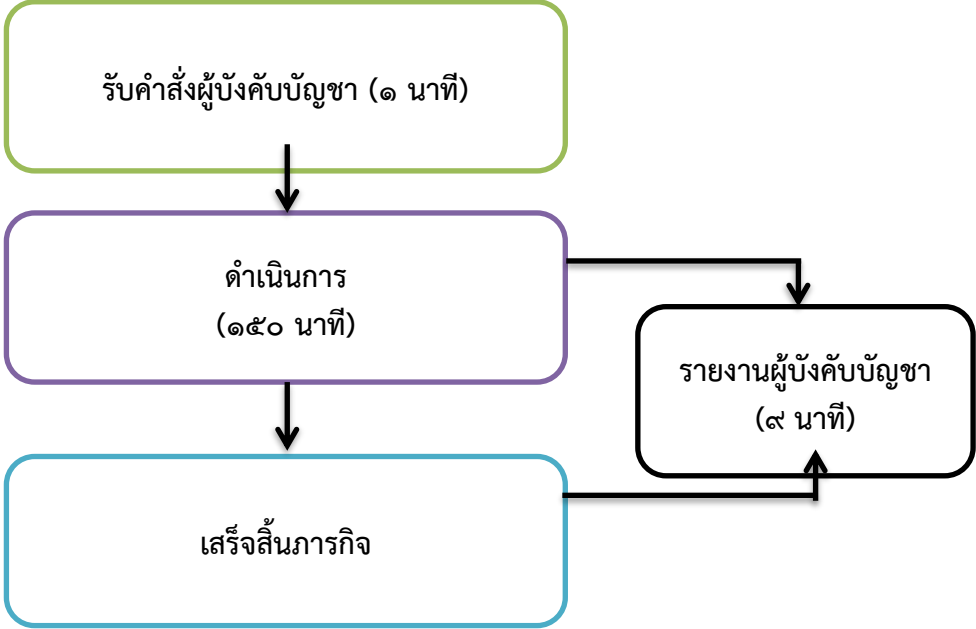 รับคำสั่งผู้บังคับบัญชา (๑ นาที)
ดำเนินการ
(๑๕๐ นาที)
รายงานผู้บังคับบัญชา
(๙ นาที)
เสร็จสิ้นภารกิจ